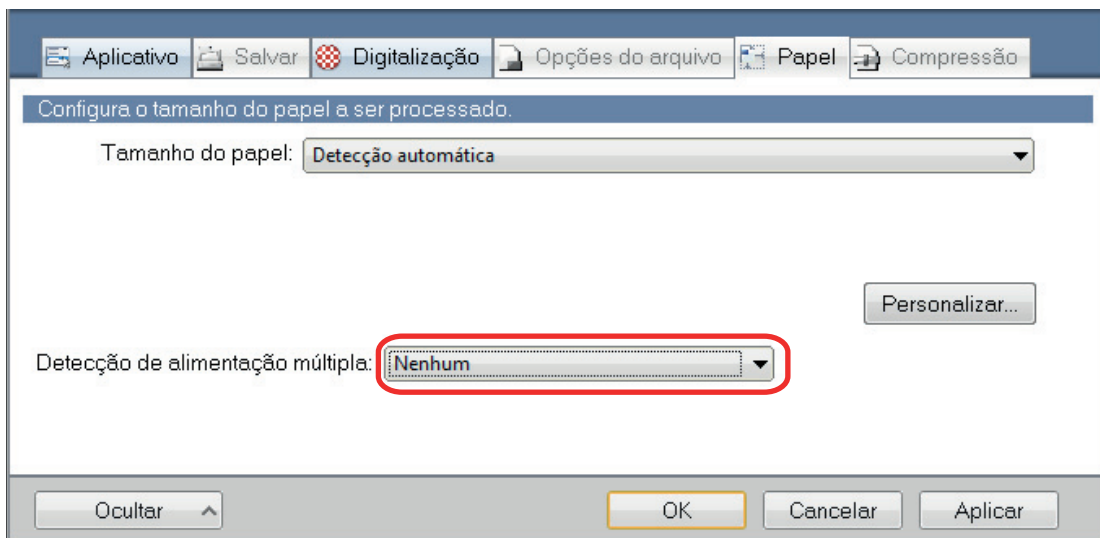 Aplicativo Salvar Digitalização Opções do arquivo Papel Compressão
Configura o tamanho do papel a ser processado.
Tamanho do papel: Detecção automática
Personalizar...
Detecção de alimentação múltipla: Nenhum
Ocultar OK Cancelar Aplicar